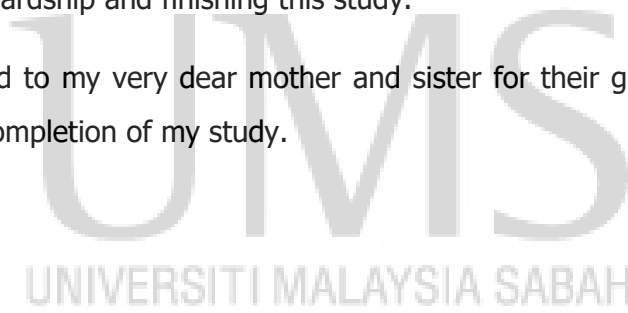 ardship and finishing this study.
d to my very dear mother and sister for their g
ompletion of my study.
UMS
UNIVERSITI MALAYSIA SABAH